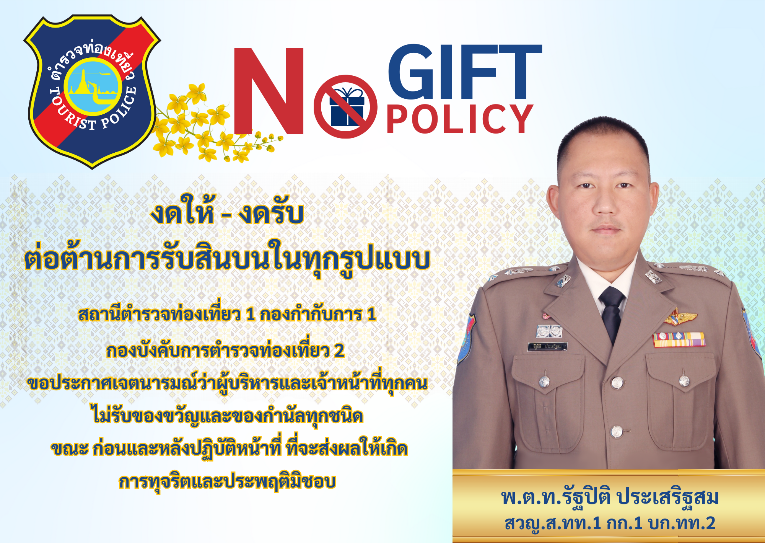 ตำรวจท่องเที่ยว
TOURIST POLICE
NO GIFT
POLICY
งดให้ - งดรับ
ต่อต้านการรับสินบนในทุกรูปแบบ
สถานีตำรวจท่องเที่ยว 1 กองกำกับการ 1
กองบังคับการตำรวจท่องเที่ยว 2
ขอประกาศเจตนารมณ์ว่าผู้บริหารและเจ้าหน้าที่ทุกคน
ไม่รับของขวัญและของกำนัลทุกชนิด
ขณะ ก่อนและหลังปฏิบัติหน้าที่ ที่จะส่งผลให้เกิด
การทุจริตและประพฤติมิชอบ
พ.ต.ท.รัฐปิติ ประเสริฐสม
สวญ.ส.ทท.1 กก.1 บก.ทท.2